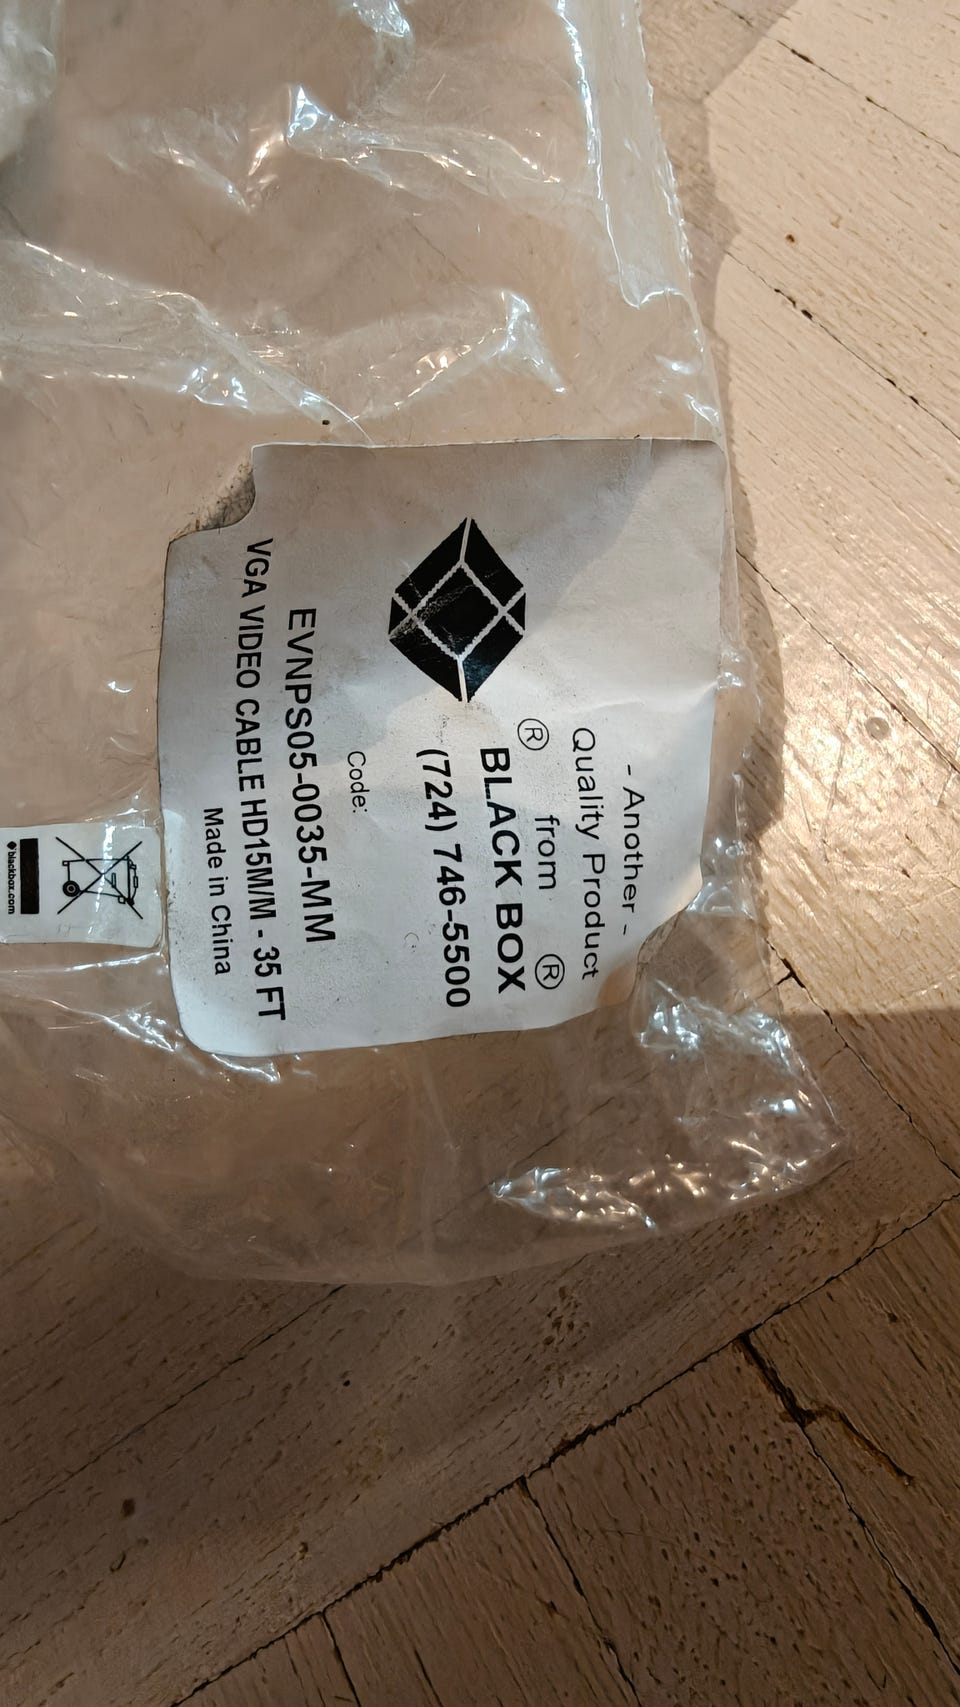 - Another -
Quality Product
® from ®
BLACK BOX
(724) 746-5500
Code:
EVNPS05-0035-MM
VGA VIDEO CABLE HD15M/M - 35 FT
Made in China
blackbox.com